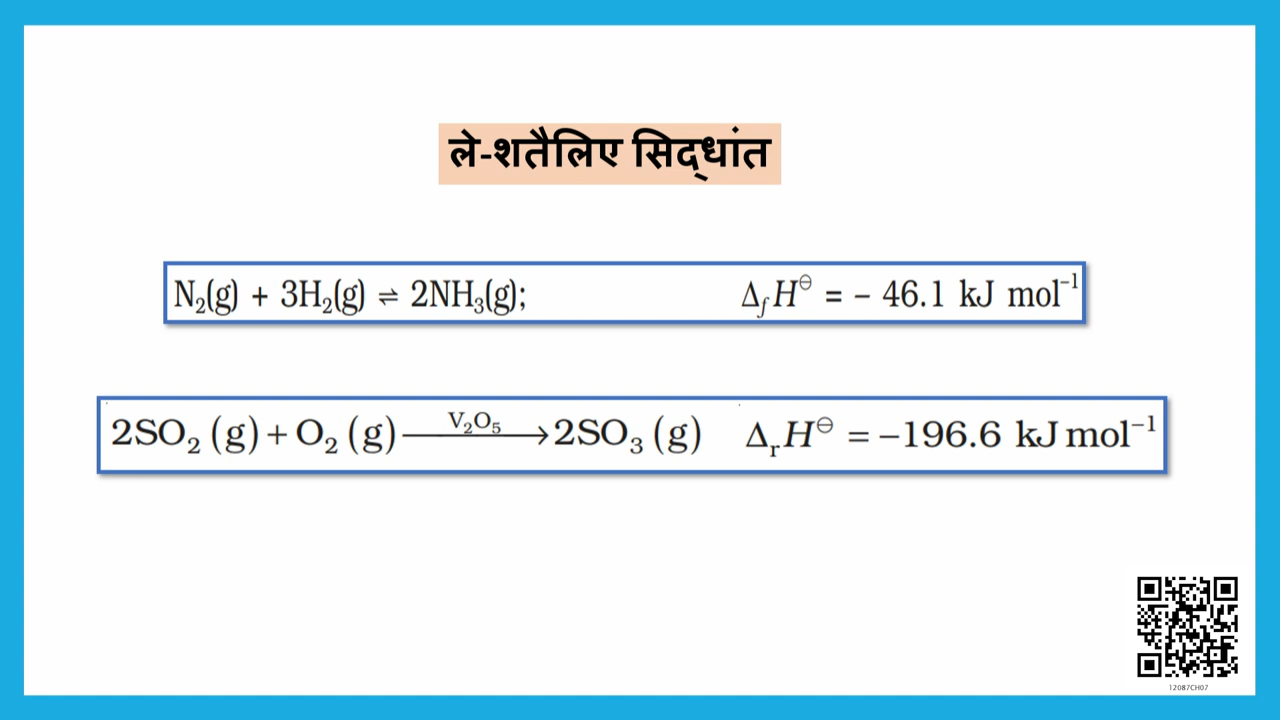 ले-शतैलिए सिद्धांत
N₂(g) + 3H₂(g) ⇌ 2NH₃(g); Δ_fH^⊖ = – 46.1 kJ mol⁻¹
2SO₂ (g) + O₂ (g) —V₂O₅→ 2SO₃ (g) Δ_rH^⊖ = −196.6 kJ mol⁻¹
12087CH07